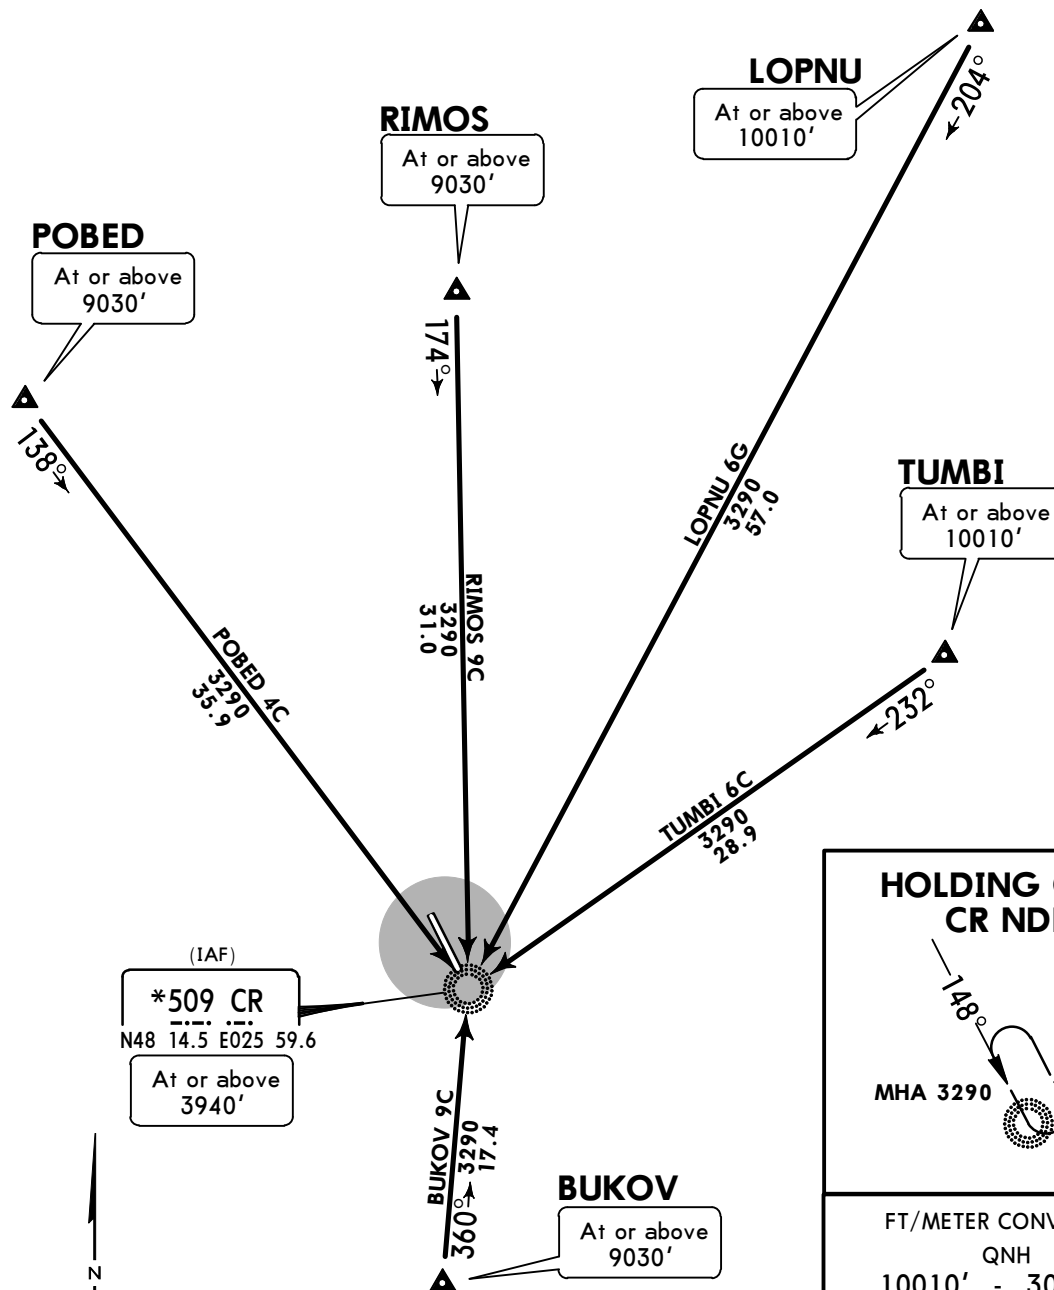 LOPNU
At or above
10010'
←204°
RIMOS
At or above
9030'
POBED
At or above
9030'
174°→
138°→
LOPNU 6G
3290
57.0
TUMBI
At or above
10010'
RIMOS 9C
3290
31.0
POBED 4C
3290
35.9
←232°
TUMBI 6C
3290
28.9
HOLDING
CR
148°
MHA 3290
(IAF)
*509 CR
N48 14.5 E025 59.6
At or above
3940'
BUKOV 9C
3290
17.4
360°→
BUKOV
At or above
9030'
N
FT/METER
QNH
10010' -